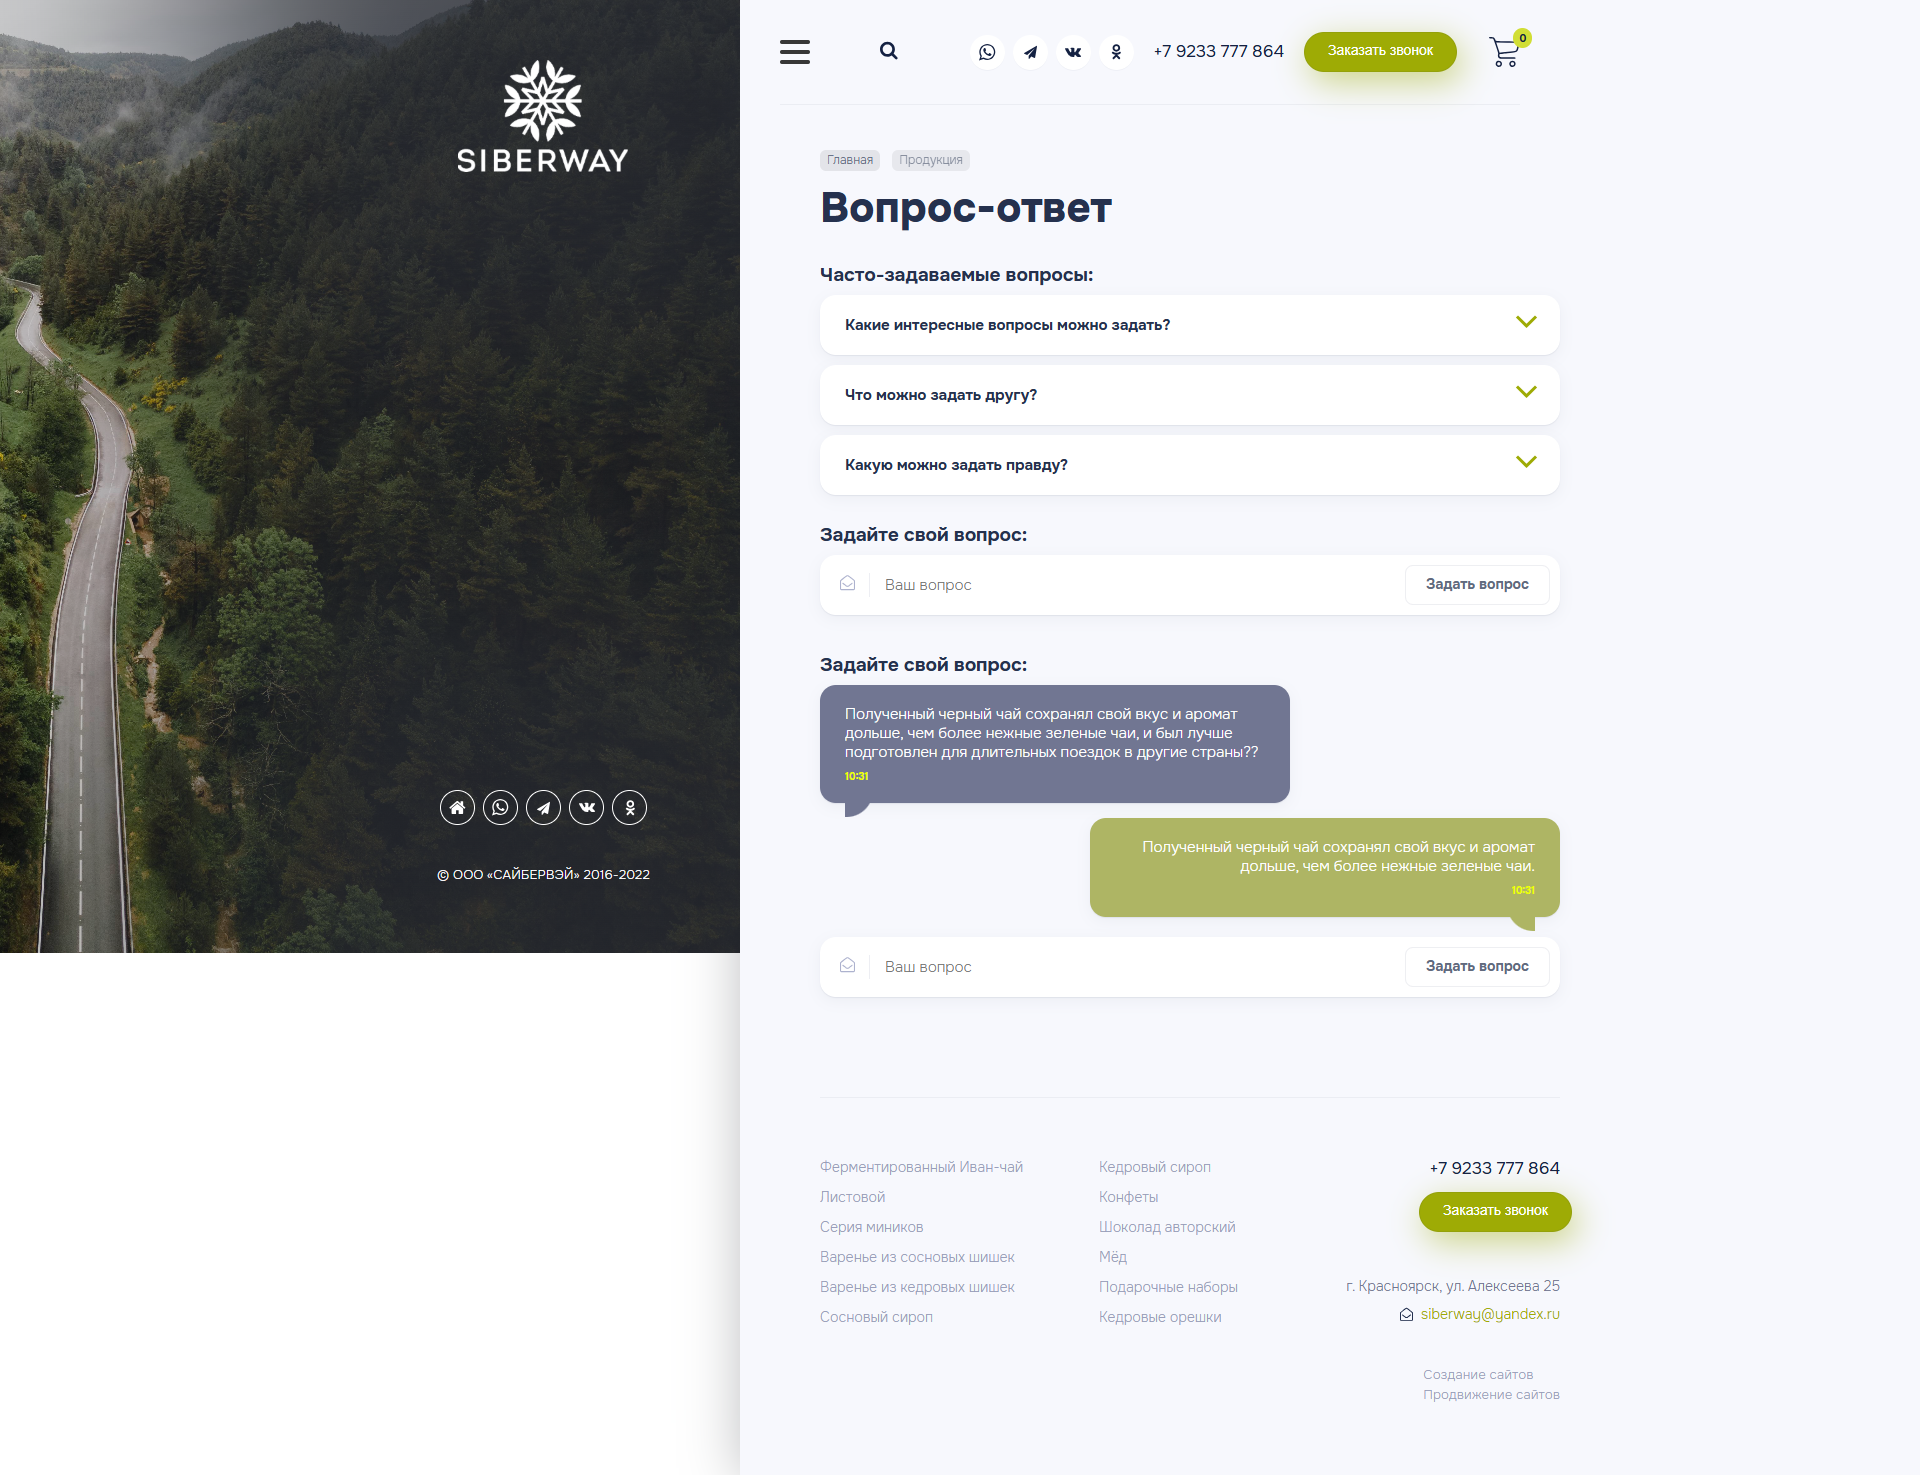 SIBERWAY
© ООО «САЙБЕРВЭЙ» 2016-2022
+7 9233 777 864
Заказать звонок
0
Главная
Продукция
Вопрос-ответ
Часто-задаваемые вопросы:
Какие интересные вопросы можно задать?
Что можно задать другу?
Какую можно задать правду?
Задайте свой вопрос:
Ваш вопрос
Задать вопрос
Задайте свой вопрос:
Полученный черный чай сохранял свой вкус и аромат
дольше, чем более нежные зеленые чаи, и был лучше
подготовлен для длительных поездок в другие страны??
10:31
Полученный черный чай сохранял свой вкус и аромат
дольше, чем более нежные зеленые чаи.
10:31
Ваш вопрос
Задать вопрос
Ферментированный Иван-чай
Листовой
Серия миников
Варенье из сосновых шишек
Варенье из кедровых шишек
Сосновый сироп
Кедровый сироп
Конфеты
Шоколад авторский
Мёд
Подарочные наборы
Кедровые орешки
+7 9233 777 864
Заказать звонок
г. Красноярск, ул. Алексеева 25
siberway@yandex.ru
Создание сайтов
Продвижение сайтов